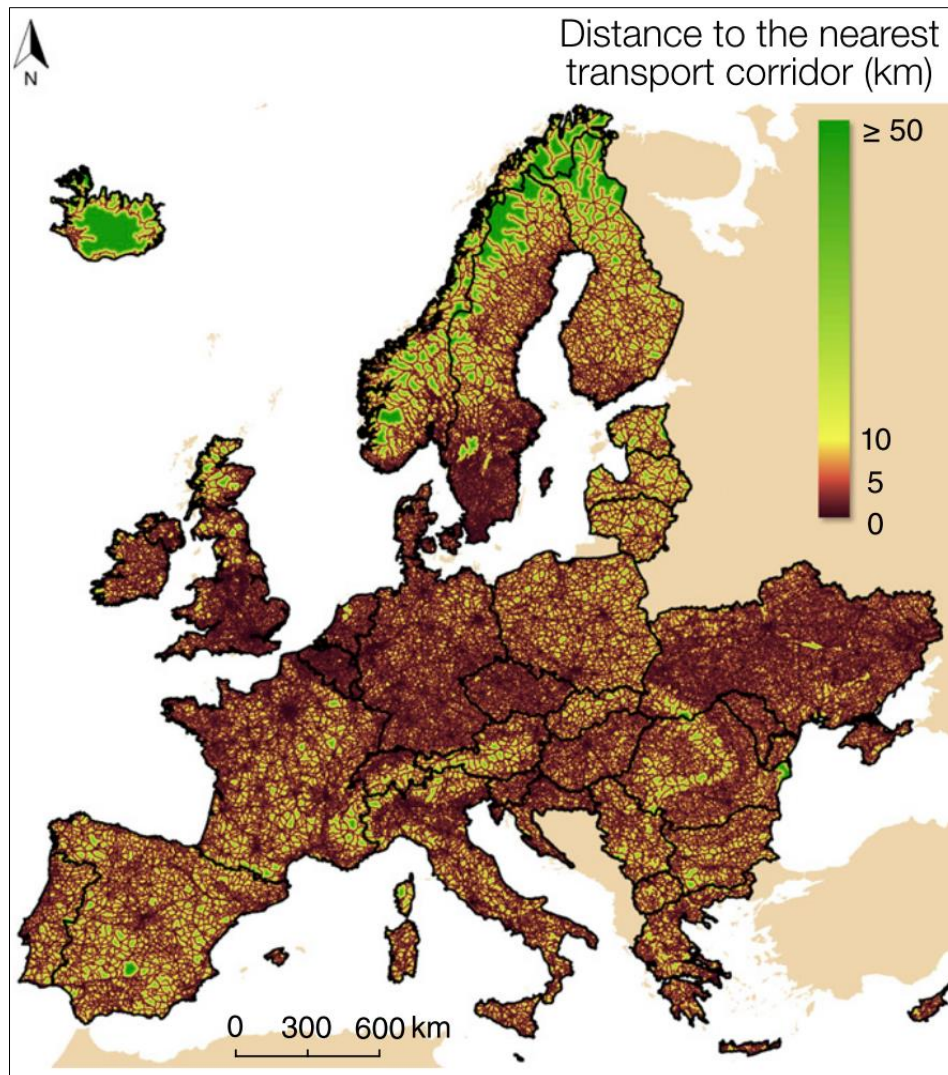 N
Distance to the nearest
transport corridor (km)
≥ 50
10
5
0
0 300 600 km